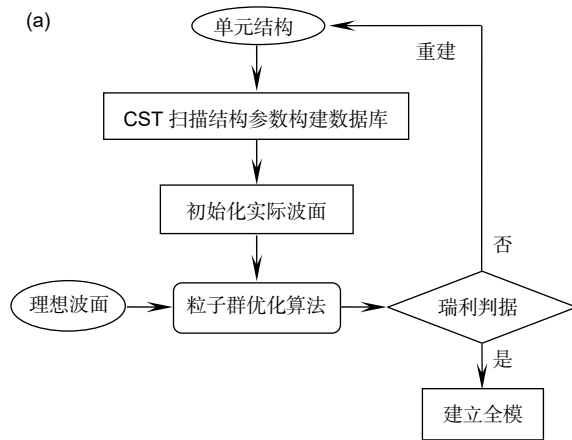 (a)
单元结构
重建
CST 扫描结构参数构建数据库
初始化实际波面
否
理想波面
粒子群优化算法
瑞利判据
是
建立全模